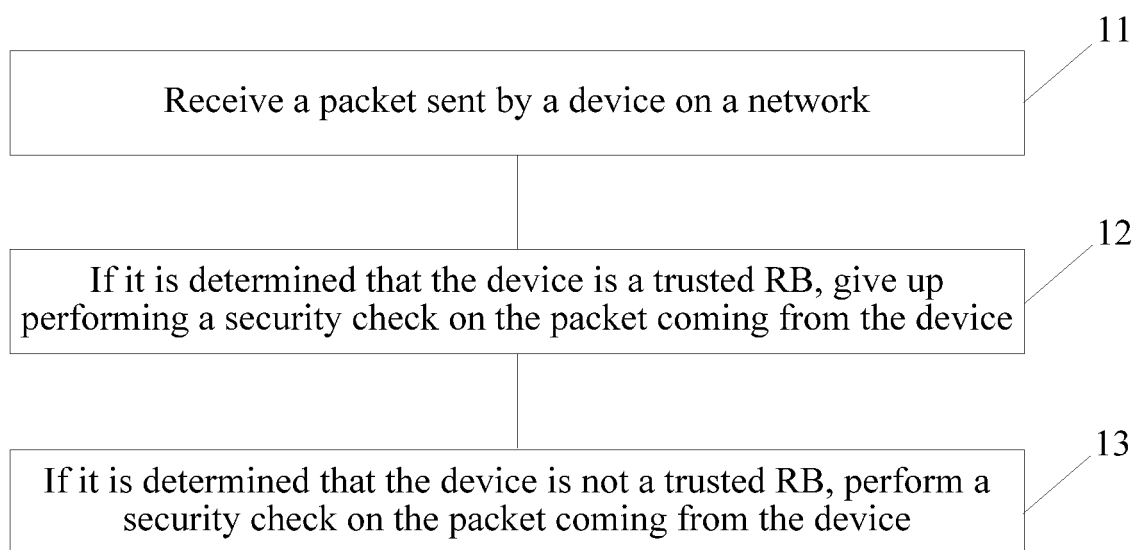 11
Receive a packet sent by a device on a network
12
If it is determined that the device is a trusted RB, give up
performing a security check on the packet coming from the device
13
If it is determined that the device is not a trusted RB, perform a
security check on the packet coming from the device